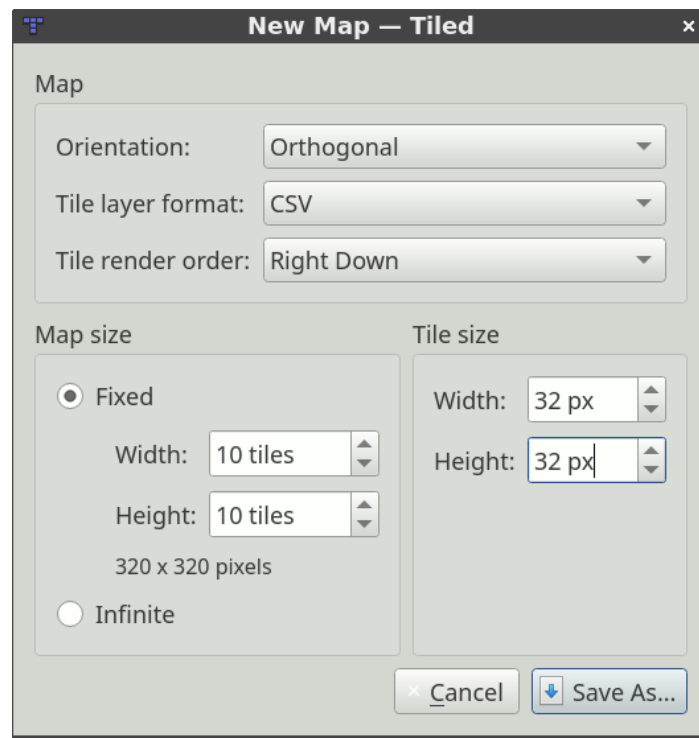 New Map — Tiled
Map
Orientation: Orthogonal
Tile layer format: CSV
Tile render order: Right Down
Map size
Fixed
Width: 10 tiles
Height: 10 tiles
320 x 320 pixels
Infinite
Tile size
Width: 32 px
Height: 32 px
Cancel
Save As...